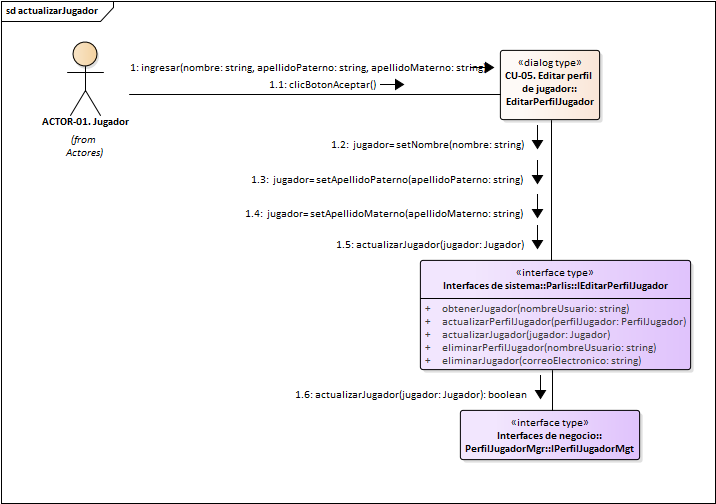 sd actualizarJugador
1: ingresar(nombre: string, apellidoPaterno: string, apellidoMaterno: string)
1.1: clicBotonAceptar()
«dialog type»
CU-05. Editar perfil
de jugador::
EditarPerfilJugador
ACTOR-01. Jugador
(from
Actores)
1.2: jugador= setNombre(nombre: string)
1.3: jugador= setApellidoPaterno(apellidoPaterno: string)
1.4: jugador= setApellidoMaterno(apellidoMaterno: string)
1.5: actualizarJugador(jugador: Jugador)
«interface type»
Interfaces de sistema::Parlis::IEditarPerfilJugador
+ obtenerJugador(nombreUsuario: string)
+ actualizarPerfilJugador(perfilJugador: PerfilJugador)
+ actualizarJugador(jugador: Jugador)
+ eliminarPerfilJugador(nombreUsuario: string)
+ eliminarJugador(correoElectronico: string)
1.6: actualizarJugador(jugador: Jugador): boolean
«interface type»
Interfaces de negocio::
PerfilJugadorMgr::IPerfilJugadorMgt